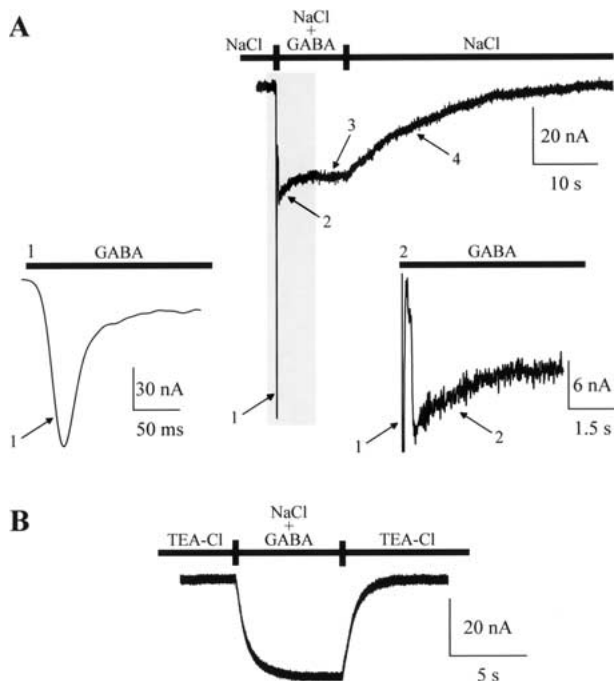 A
NaCl
+
NaCl GABA NaCl
3
20 nA
4
10 s
2
1 GABA
2 GABA
30 nA
1
50 ms
1
6 nA
1 2
1.5 s
B
NaCl
+
TEA-Cl GABA TEA-Cl
20 nA
5 s